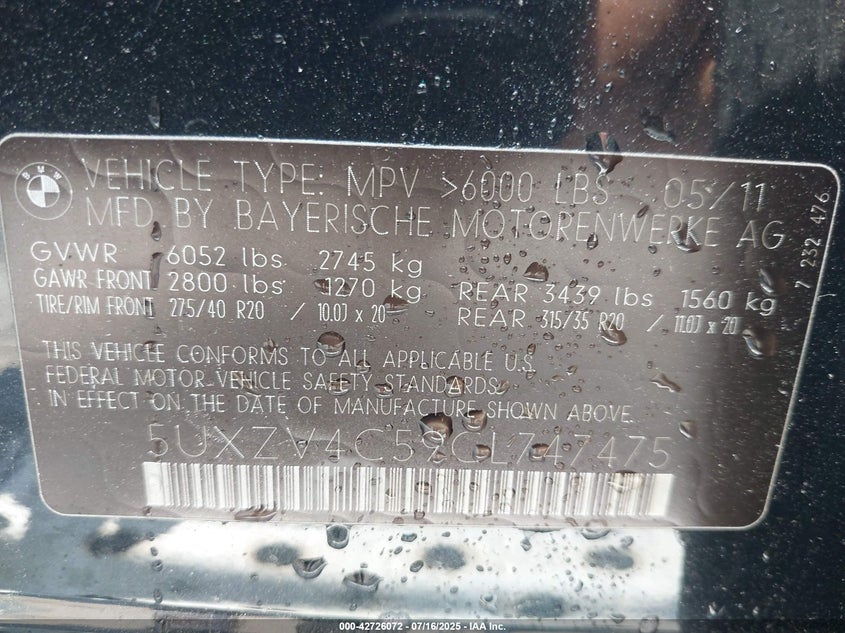 BMW
VEHICLE TYPE: MPV >6000 LBS 05/11
MFD BY BAYERISCHE MOTORENWERKE AG
GVWR 6052 lbs 2745 kg
GAWR FRONT 2800 lbs 1270 kg REAR 3439 lbs 1560 kg
TIRE/RIM FRONT 275/40 R20 / 10.0J x 20 REAR 315/35 R20 / 11.0J x 20
7 232 476
THIS VEHICLE CONFORMS TO ALL APPLICABLE U.S.
FEDERAL MOTOR VEHICLE SAFETY STANDARDS
IN EFFECT ON THE DATE OF MANUFACTURE SHOWN ABOVE.
5UXZV4C59CL747475
000-42726072 - 07/16/2025 - IAA Inc.